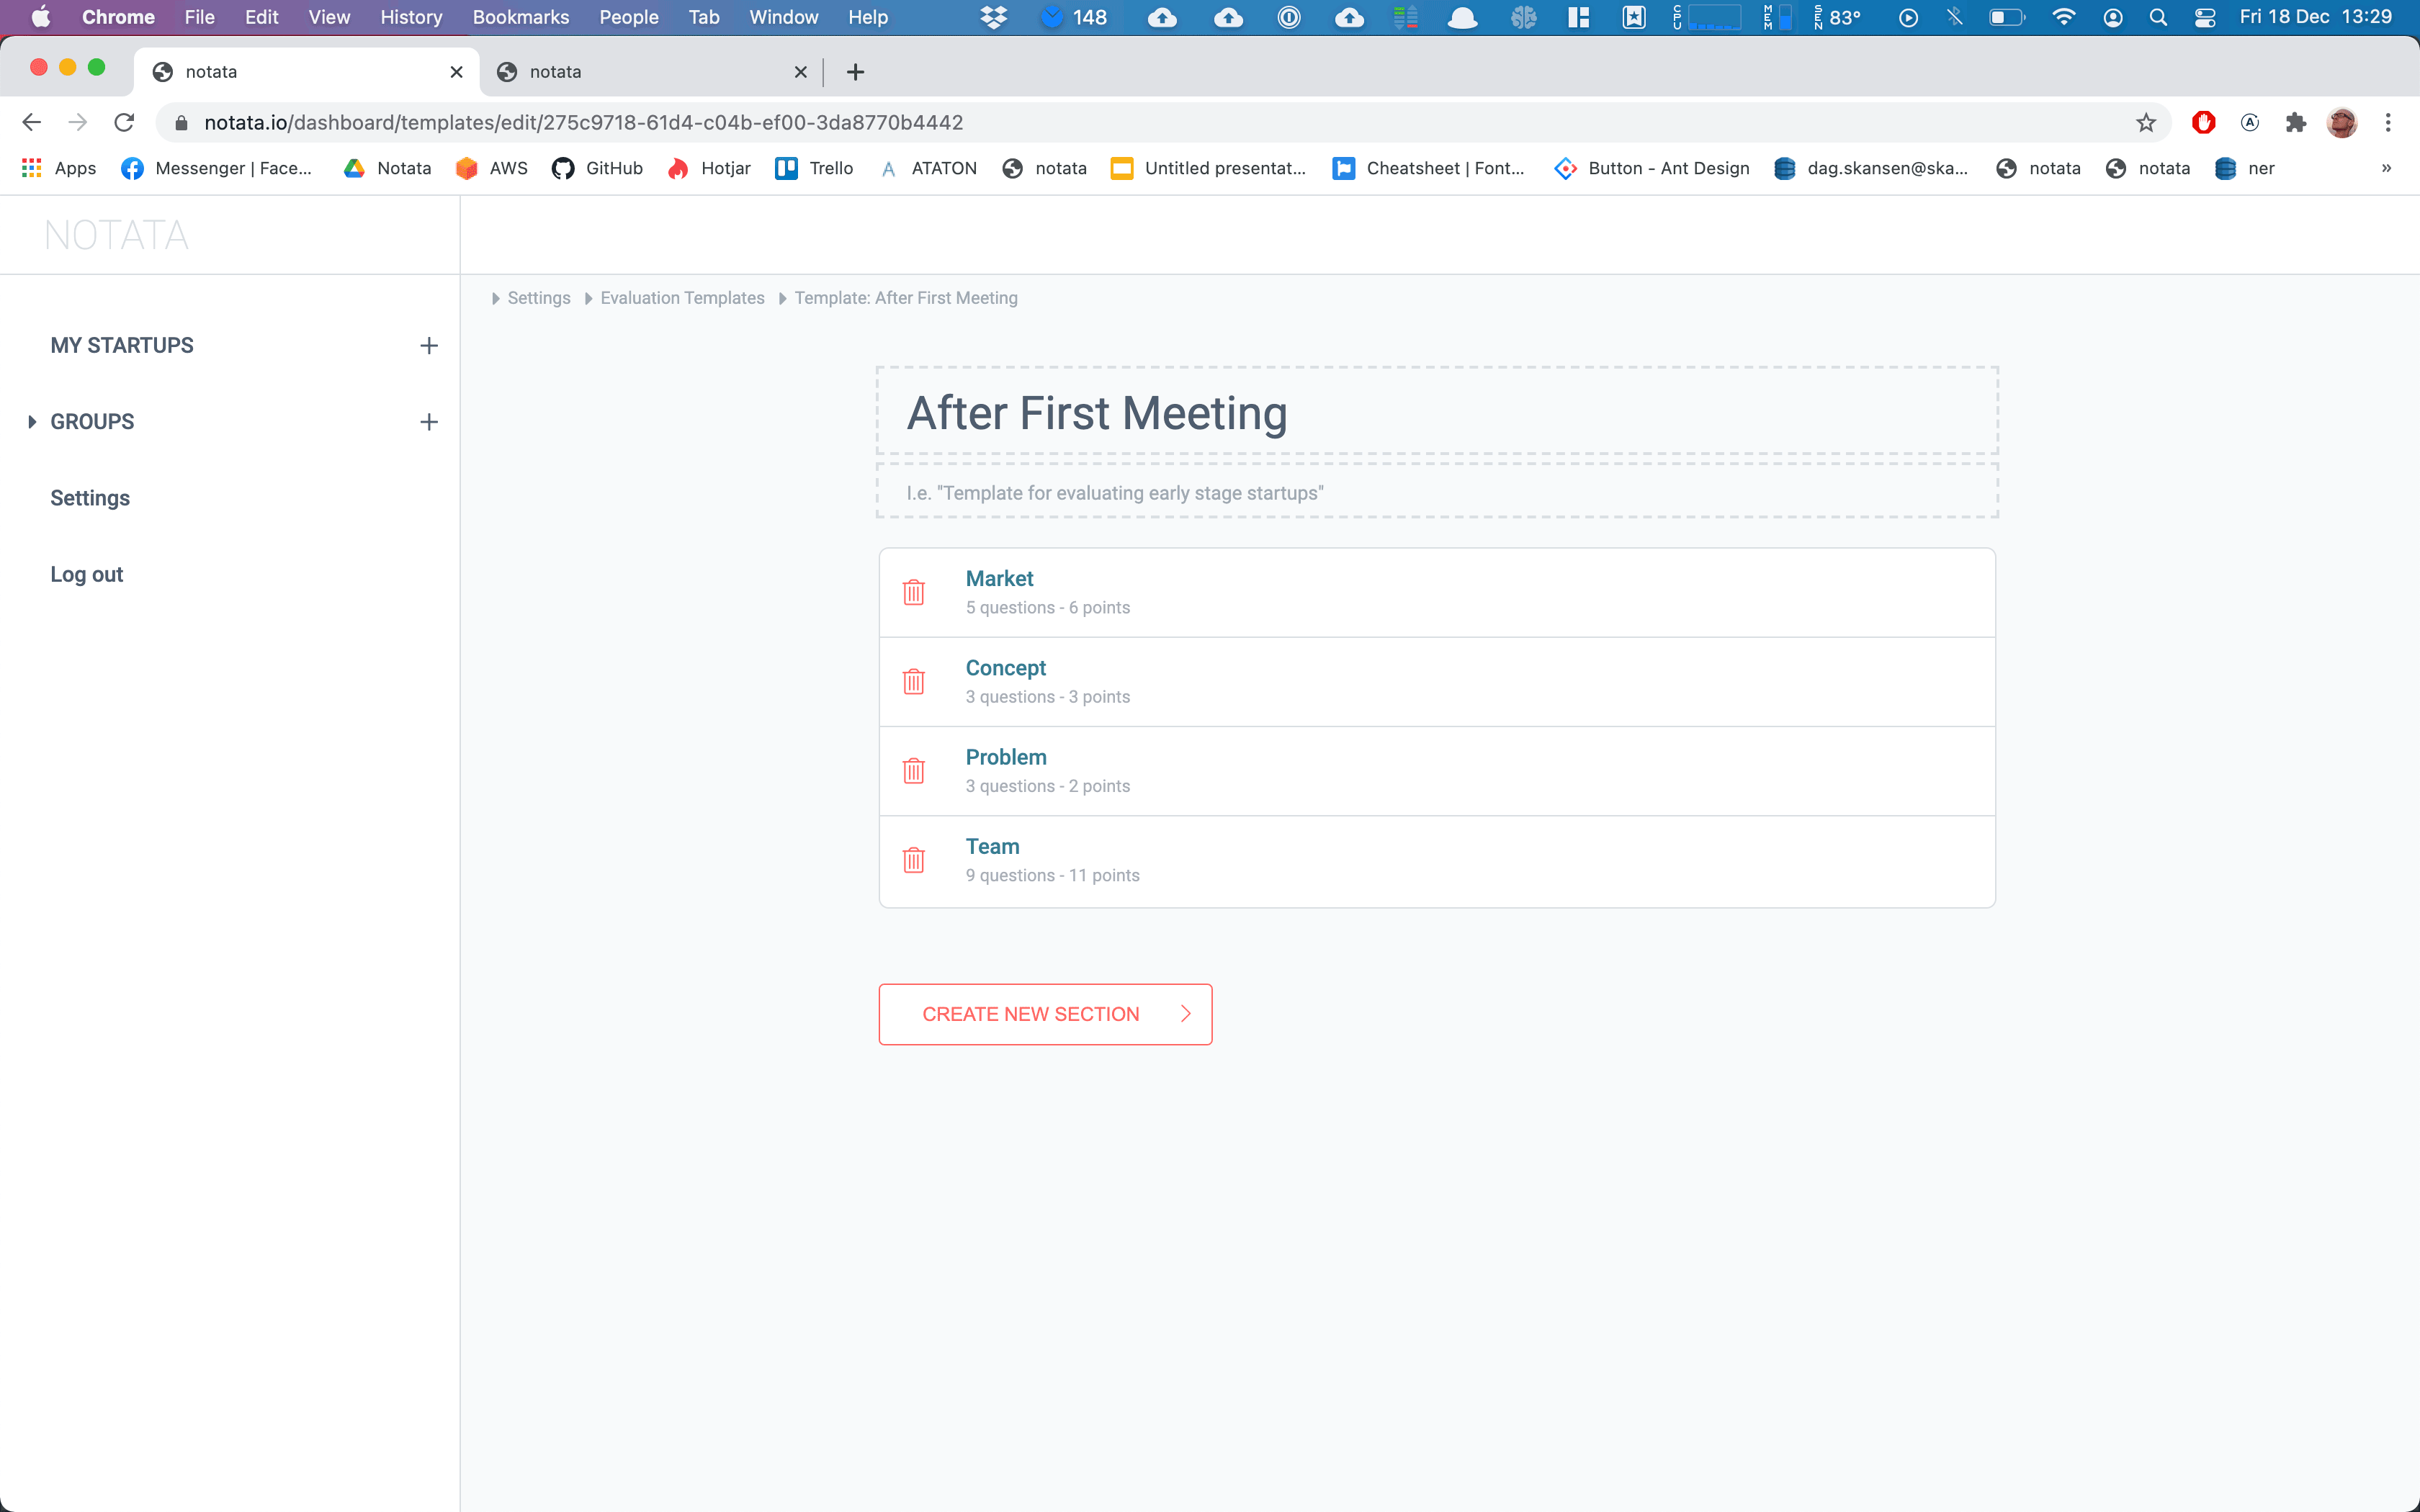 Chrome File Edit View History Bookmarks People Tab Window Help 148 CPU MEM SEN 83° Fri 18 Dec 13:29
notata notata
notata.io/dashboard/templates/edit/275c9718-61d4-c04b-ef00-3da8770b4442
Apps Messenger | Face... Notata AWS GitHub Hotjar Trello ATATON notata Untitled presentat... Cheatsheet | Font... Button - Ant Design dag.skansen@ska... notata notata ner »
NOTATA
Settings Evaluation Templates Template: After First Meeting
MY STARTUPS
GROUPS
Settings
Log out
After First Meeting
I.e. "Template for evaluating early stage startups"
Market
5 questions - 6 points
Concept
3 questions - 3 points
Problem
3 questions - 2 points
Team
9 questions - 11 points
CREATE NEW SECTION